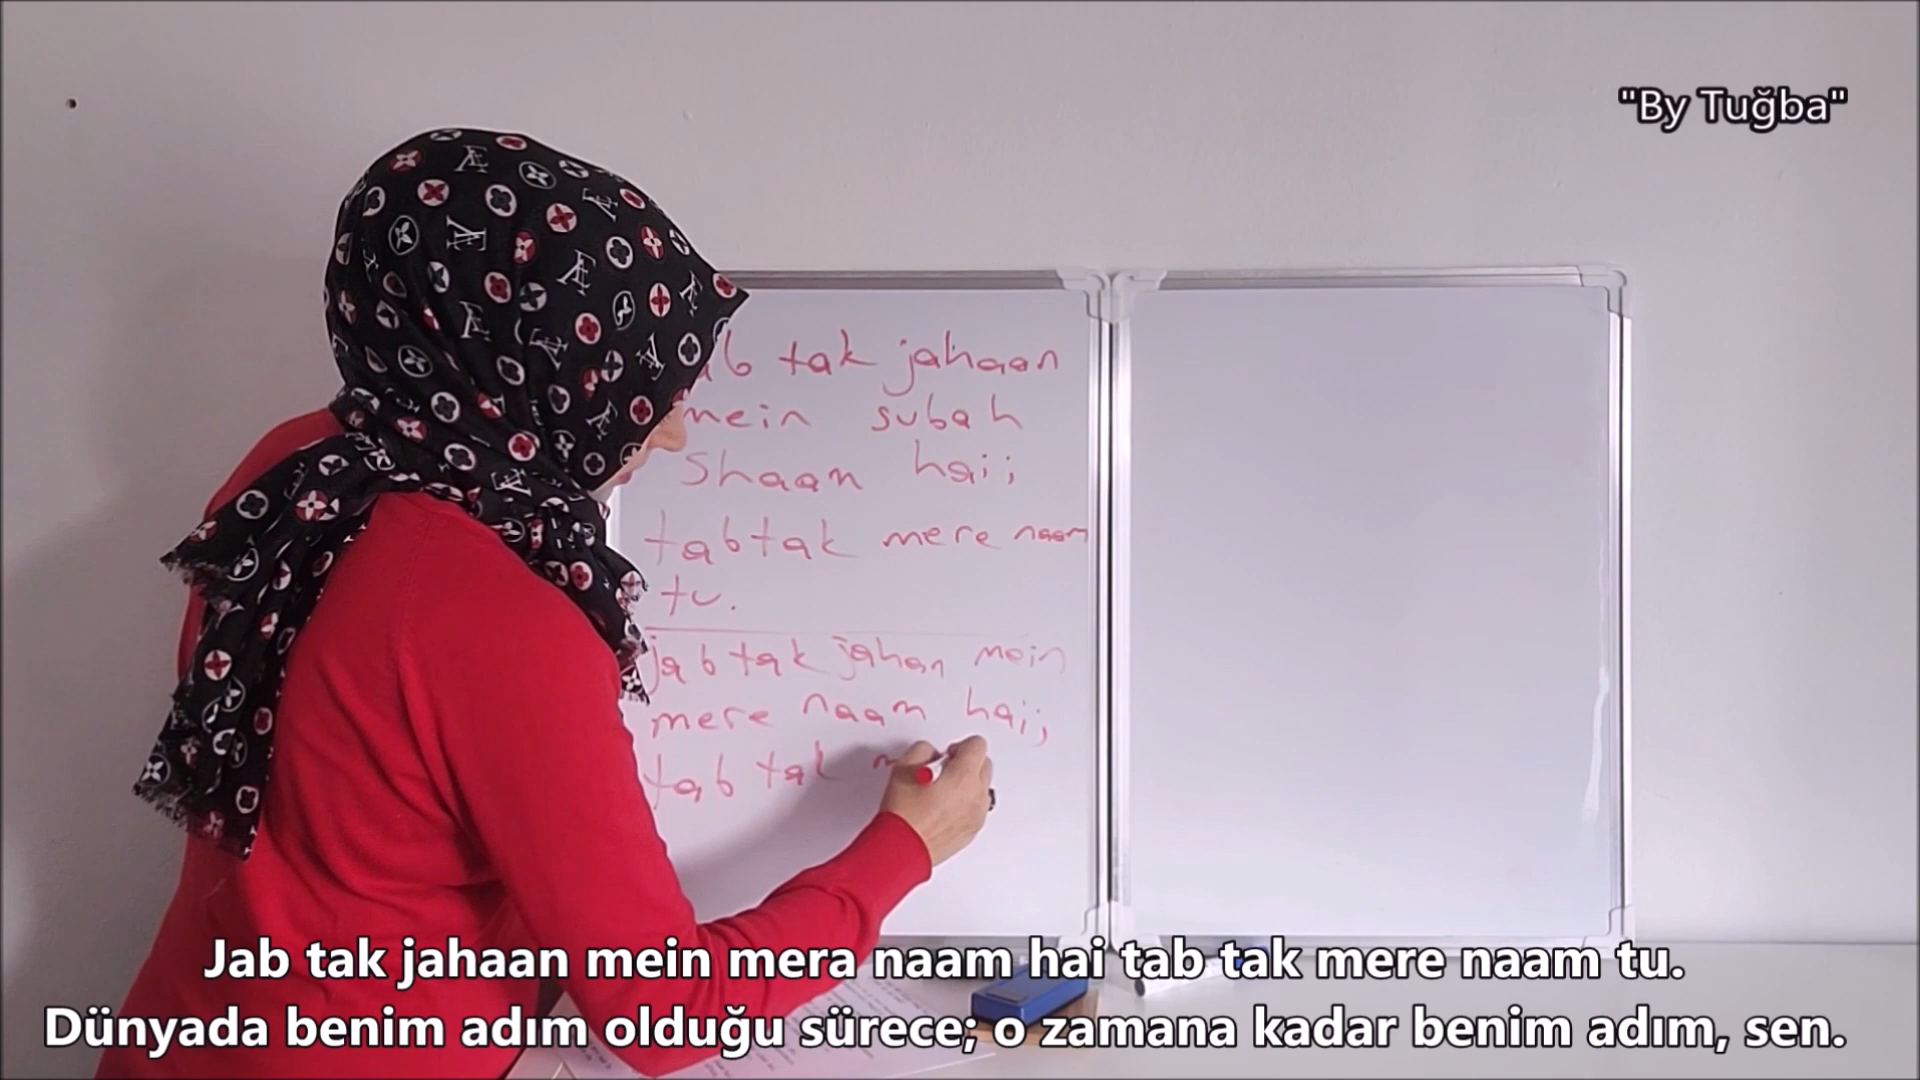 "By Tuğba"
tak jahaan
mein subah
Shaan hai;
tab tak mere naam
tu.
jab tak jahan mein
mere naam hai;
tab tak
Jab tak jahaan mein mera naam hai tab tak mere naam tu.
Dünyada benim adım olduğu sürece; o zamana kadar benim adım, sen.